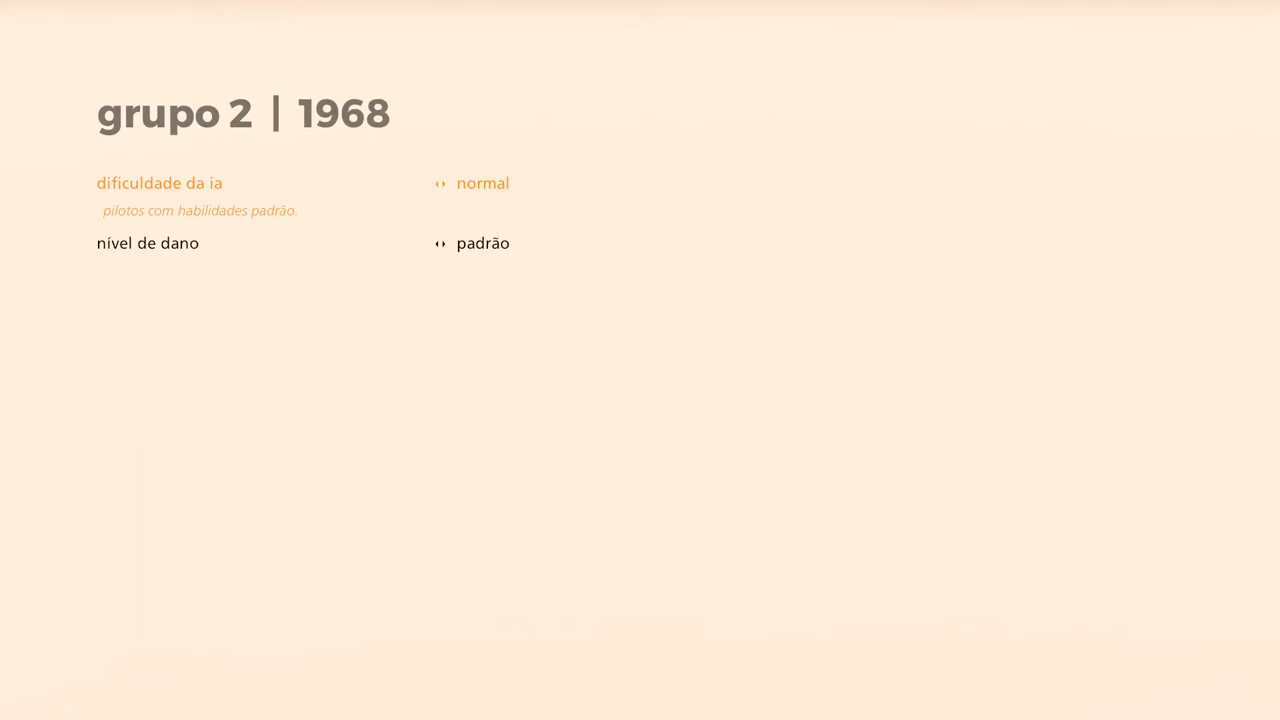 grupo 2 | 1968
dificuldade da ia normal
pilotos com habilidades padrão.
nível de dano padrão